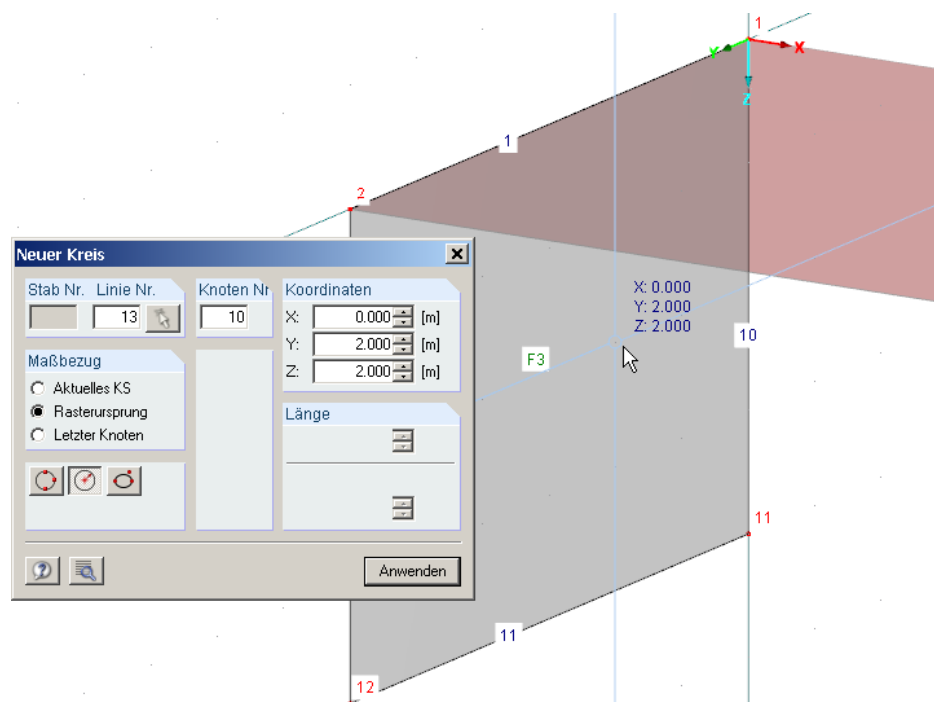 1
Y
X
Z
1
2
Neuer Kreis
Stab Nr. Linie Nr.
Knoten Nr
Koordinaten
13
10
X: 0.000 [m]
Y: 2.000 [m]
Z: 2.000 [m]
X: 0.000
Y: 2.000
Z: 2.000
10
F3
Maßbezug
Aktuelles KS
Rasterursprung
Letzter Knoten
Länge
11
Anwenden
11
12